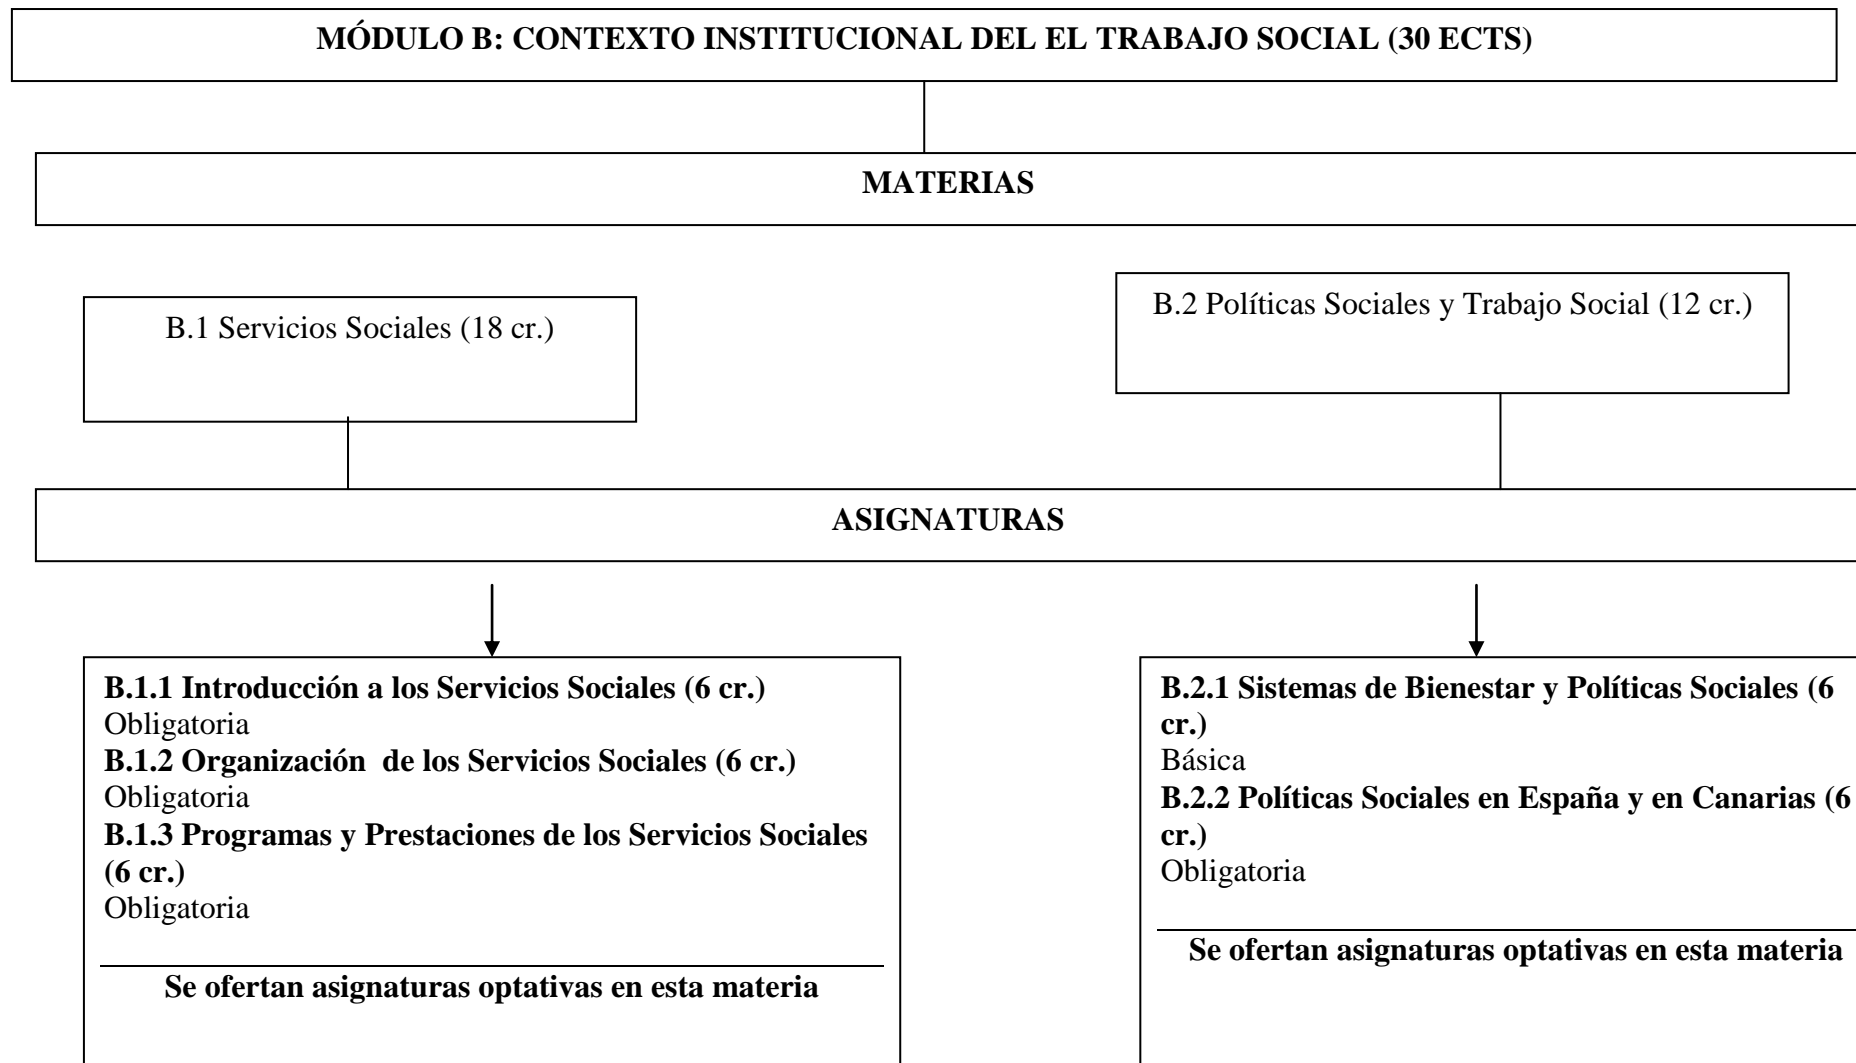 MÓDULO B: CONTEXTO INSTITUCIONAL DEL EL TRABAJO SOCIAL (30 ECTS)
MATERIAS
B.1 Servicios Sociales (18 cr.)
B.2 Políticas Sociales y Trabajo Social (12 cr.)
ASIGNATURAS
B.1.1 Introducción a los Servicios Sociales (6 cr.)
Obligatoria
B.1.2 Organización  de los Servicios Sociales (6 cr.)
Obligatoria
B.1.3 Programas y Prestaciones de los Servicios Sociales
(6 cr.)
Obligatoria
Se ofertan asignaturas optativas en esta materia
B.2.1 Sistemas de Bienestar y Políticas Sociales (6
cr.)
Básica
B.2.2 Políticas Sociales en España y en Canarias (6
cr.)
Obligatoria
Se ofertan asignaturas optativas en esta materia